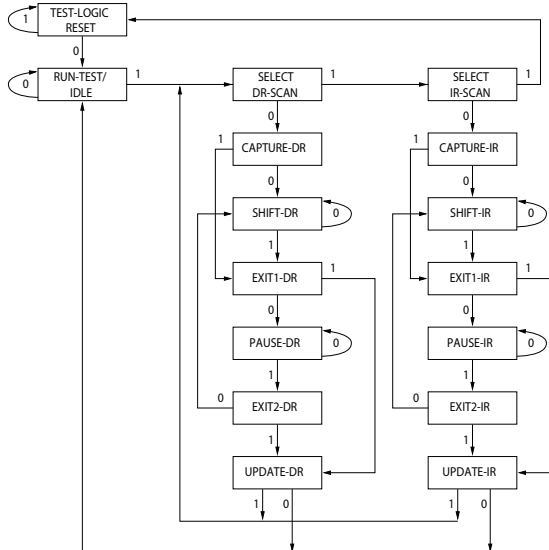 TEST-LOGIC
RESET
1
0
RUN-TEST/
IDLE
0
1
SELECT
DR-SCAN
1
SELECT
IR-SCAN
1
0
0
1
CAPTURE-DR
1
CAPTURE-IR
0
0
SHIFT-DR
0
SHIFT-IR
0
1
1
EXIT1-DR
1
EXIT1-IR
1
0
0
PAUSE-DR
0
PAUSE-IR
0
1
1
0
EXIT2-DR
0
EXIT2-IR
1
1
UPDATE-DR
UPDATE-IR
1
0
1
0